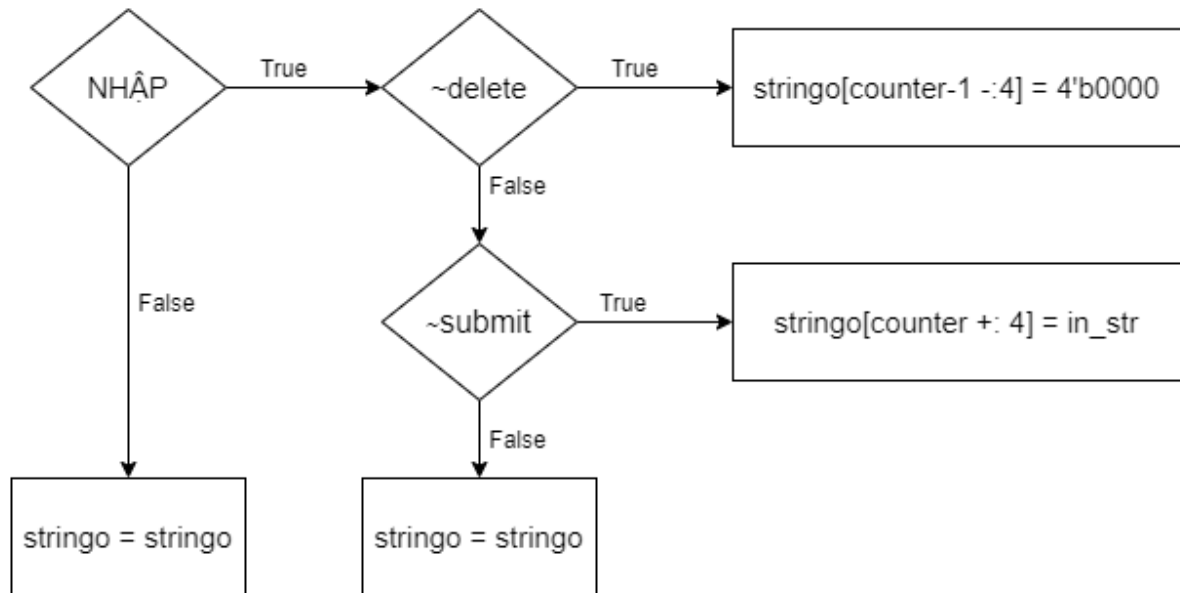 NHẬP
True
~delete
True
stringo[counter-1 -:4] = 4'b0000
False
False
~submit
True
stringo[counter +: 4] = in_str
False
stringo = stringo
stringo = stringo